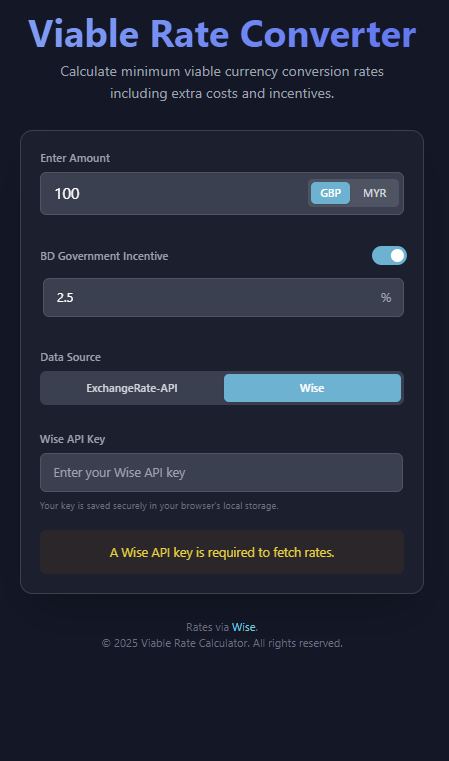 Viable Rate Converter
Calculate minimum viable currency conversion rates
including extra costs and incentives.
Enter Amount
100 GBP MYR
BD Government Incentive
2.5 %
Data Source
ExchangeRate-API Wise
Wise API Key
Enter your Wise API key
Your key is saved securely in your browser's local storage.
A Wise API key is required to fetch rates.
Rates via Wise.
© 2025 Viable Rate Calculator. All rights reserved.